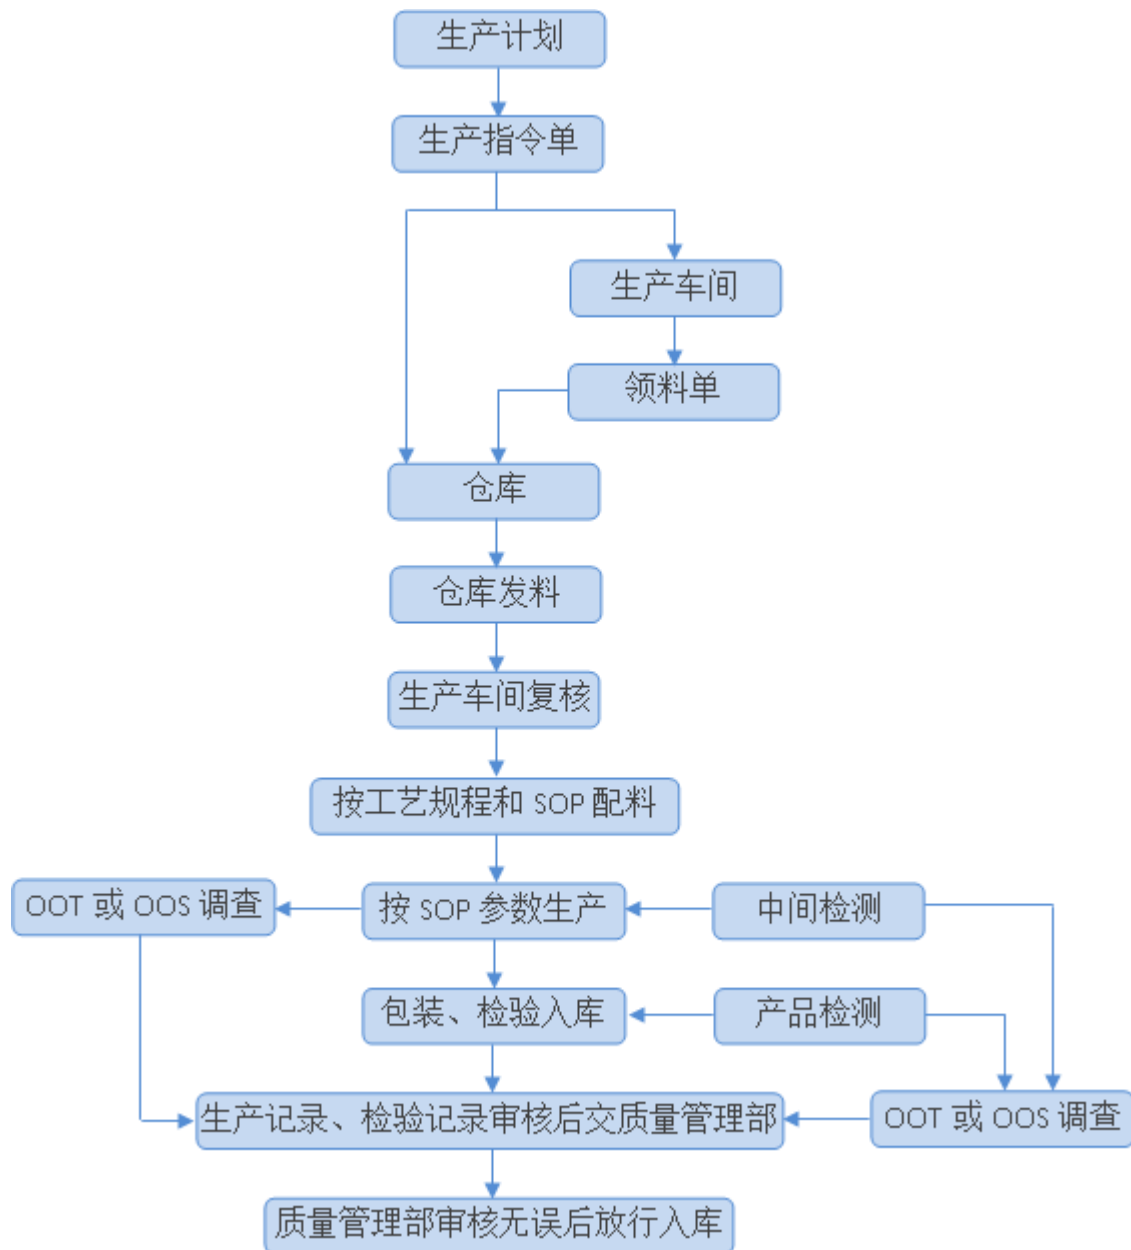 生产计划
生产指令单
生产车间
领料单
仓库
仓库发料
生产车间复核
按工艺规程和 SOP 配料
OOT 或 OOS 调查
按 SOP 参数生产
中间检测
包装、检验入库
产品检测
生产记录、检验记录审核后交质量管理部
OOT 或 OOS 调查
质量管理部审核无误后放行入库